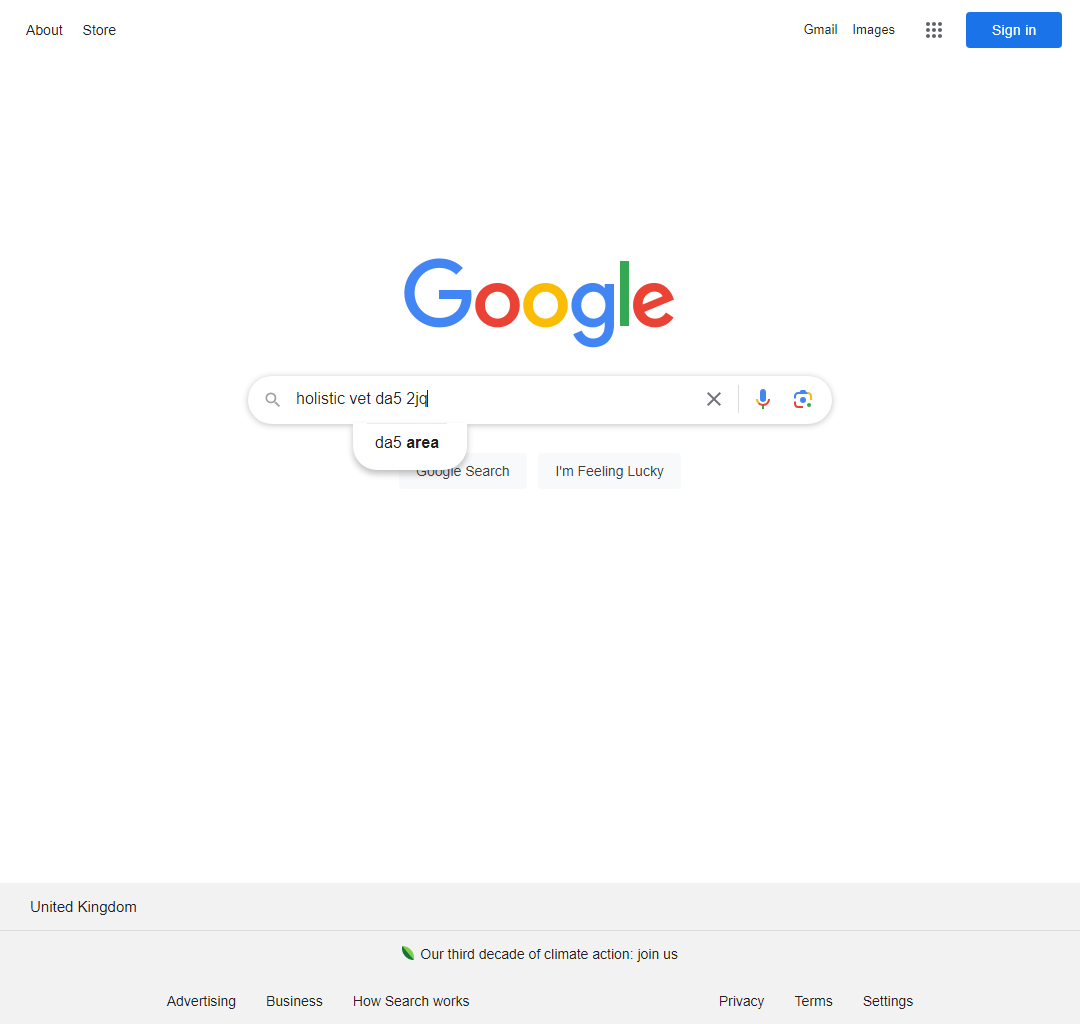 About Store Gmail Images Sign in
Google
holistic vet da5 2jq
da5 area
Google Search I'm Feeling Lucky
United Kingdom
Our third decade of climate action: join us
Advertising Business How Search works Privacy Terms Settings